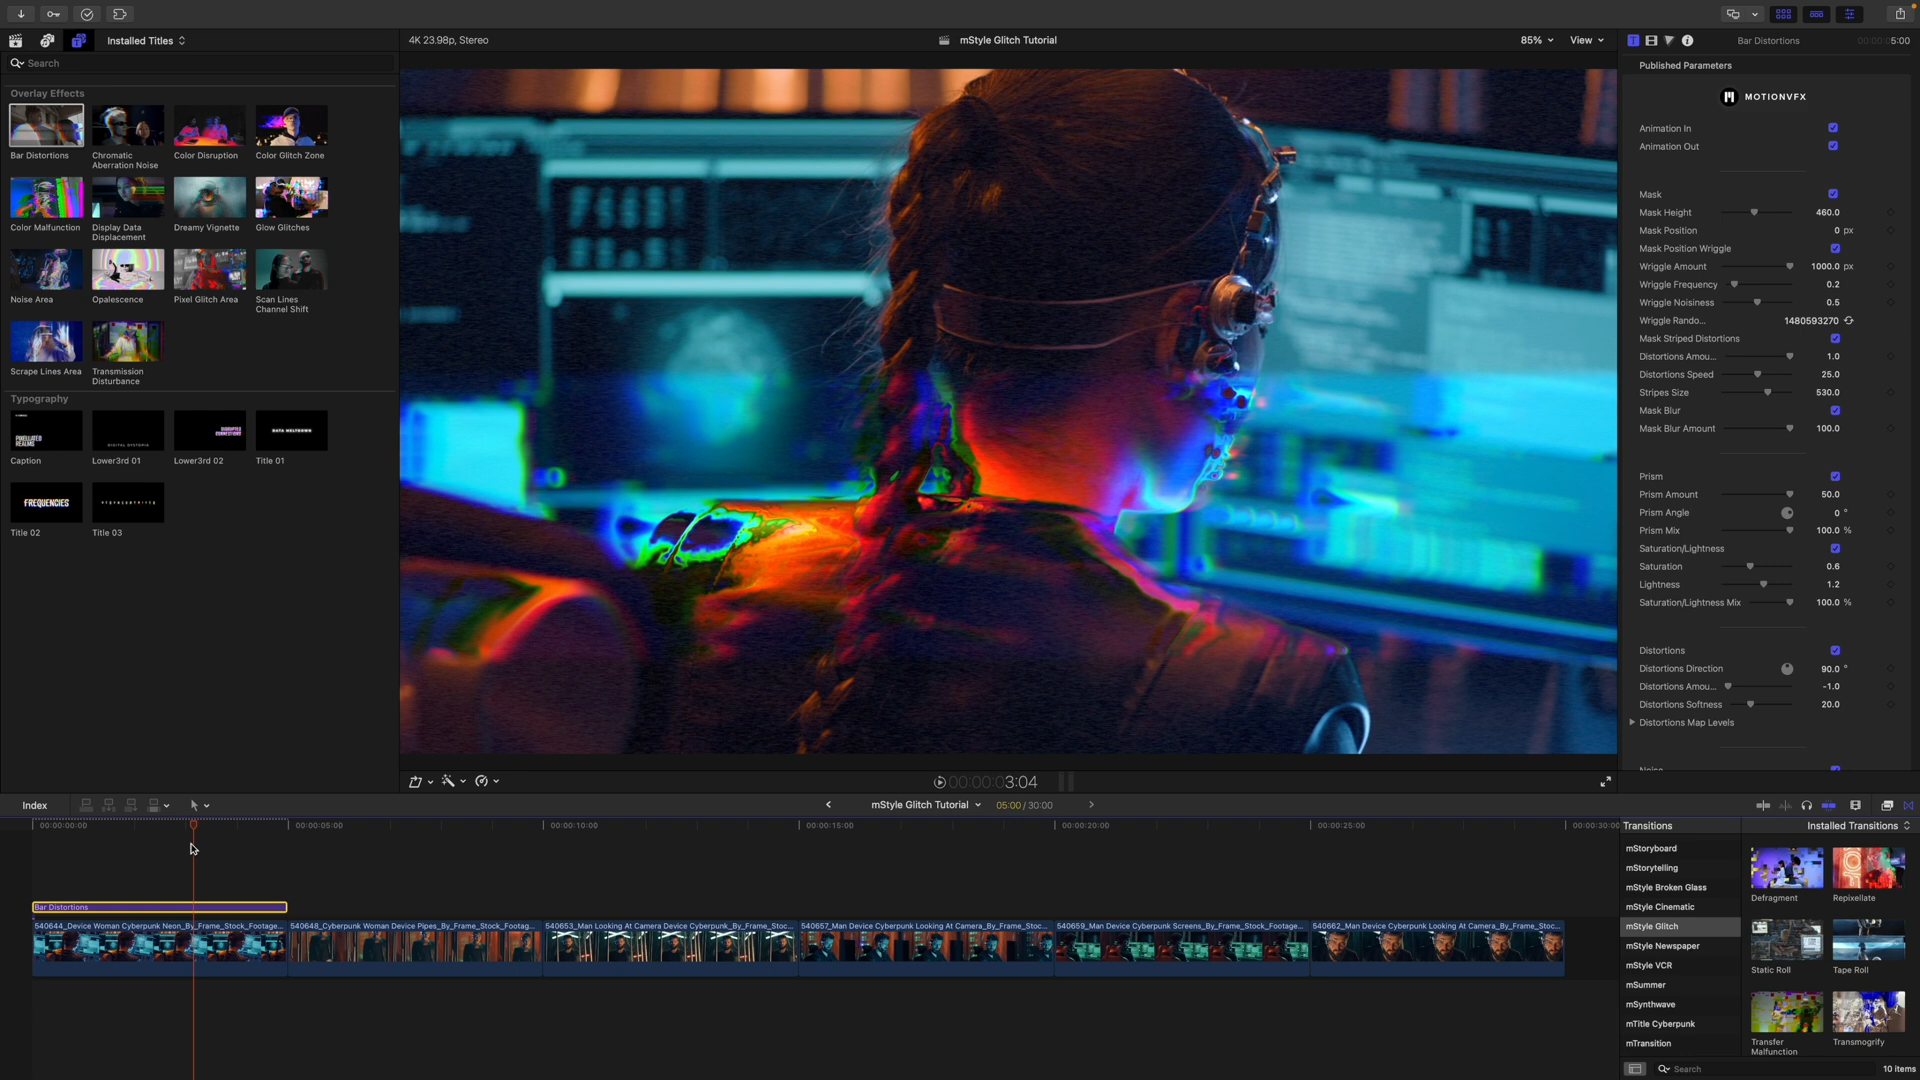 Installed Titles
4K 23.98p, Stereo
mStyle Glitch Tutorial
85%
View
Bar Distortions
00:00:00 5:00
Search
Published Parameters
Overlay Effects
Bar Distortions
Chromatic Aberration Noise
Color Disruption
Color Glitch Zone
Color Malfunction
Display Data Displacement
Dreamy Vignette
Glow Glitches
Noise Area
Opalescence
Pixel Glitch Area
Scan Lines Channel Shift
Scrape Lines Area
Transmission Disturbance
Typography
PIXELLATED
REALMS
DIGITAL DYSTOPIA
DISRUPTED
CONNECTIONS
DATA MELTDOWN
Caption
Lower3rd 01
Lower3rd 02
Title 01
FREQUENCIES
Title 02
Title 03
MOTIONVFX
Animation In
Animation Out
Mask
Mask Height 460.0
Mask Position 0 px
Mask Position Wriggle
Wriggle Amount 1000.0 px
Wriggle Frequency 0.2
Wriggle Noisiness 0.5
Wriggle Rando... 1480593270
Mask Striped Distortions
Distortions Amou... 1.0
Distortions Speed 25.0
Stripes Size 530.0
Mask Blur
Mask Blur Amount 100.0
Prism
Prism Amount 50.0
Prism Angle 0 °
Prism Mix 100.0 %
Saturation/Lightness
Saturation 0.6
Lightness 1.2
Saturation/Lightness Mix 100.0 %
Distortions
Distortions Direction 90.0 °
Distortions Amou... -1.0
Distortions Softness 20.0
Distortions Map Levels
Noise
00:00:03:04
Index
mStyle Glitch Tutorial
05:00 / 30:00
00:00:00:00
00:00:05:00
00:00:10:00
00:00:15:00
00:00:20:00
00:00:25:00
00:00:30:00
Bar Distortions
540644_Device Woman Cyberpunk Neon_By_Frame_Stock_Footage...
540648_Cyberpunk Woman Device Pipes_By_Frame_Stock_Footag...
540653_Man Looking At Camera Device Cyberpunk_By_Frame_Stoc...
540657_Man Device Cyberpunk Looking At Camera_By_Frame_Stoc...
540659_Man Device Cyberpunk Screens_By_Frame_Stock_Footage...
540662_Man Device Cyberpunk Looking At Camera_By_Frame_Stoc...
Transitions
Installed Transitions
mStoryboard
mStorytelling
mStyle Broken Glass
mStyle Cinematic
mStyle Glitch
mStyle Newspaper
mStyle VCR
mSummer
mSynthwave
mTitle Cyberpunk
mTransition
Defragment
Repixellate
Static Roll
Tape Roll
Transfer Malfunction
Transmogrify
Search
10 items